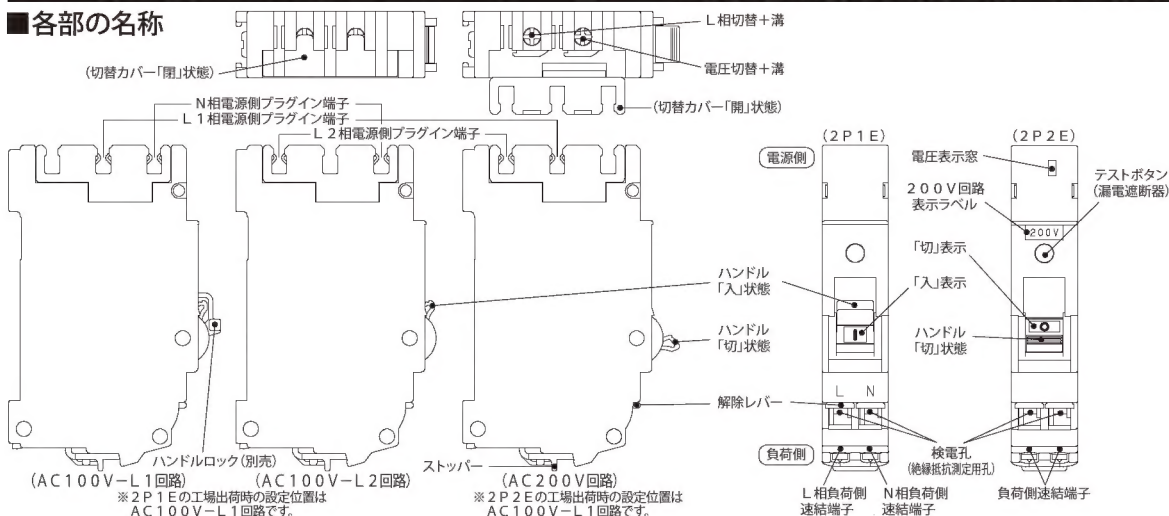 ■各部の名称
(切替カバー「閉」状態)
L相切替+溝
電圧切替+溝
(切替カバー「開」状態)
N相電源側プラグイン端子
L1相電源側プラグイン端子
L2相電源側プラグイン端子
ハンドルロック(別売)
(AC100V-L1回路)
※2P1Eの工場出荷時の設定位置は
AC100V-L1回路です。
(AC100V-L2回路)
ストッパー
(AC200V回路)
※2P2Eの工場出荷時の設定位置は
AC100V-L1回路です。
ハンドル
「入」状態
ハンドル
「切」状態
解除レバー
(2P1E)
電源側
L N
負荷側
L相負荷側
速結端子
N相負荷側
速結端子
(2P2E)
電圧表示窓
200V回路
表示ラベル
200V
テストボタン
(漏電遮断器)
「切」表示
「入」表示
ハンドル
「切」状態
検電孔
(絶縁抵抗測定用孔)
負荷側速結端子